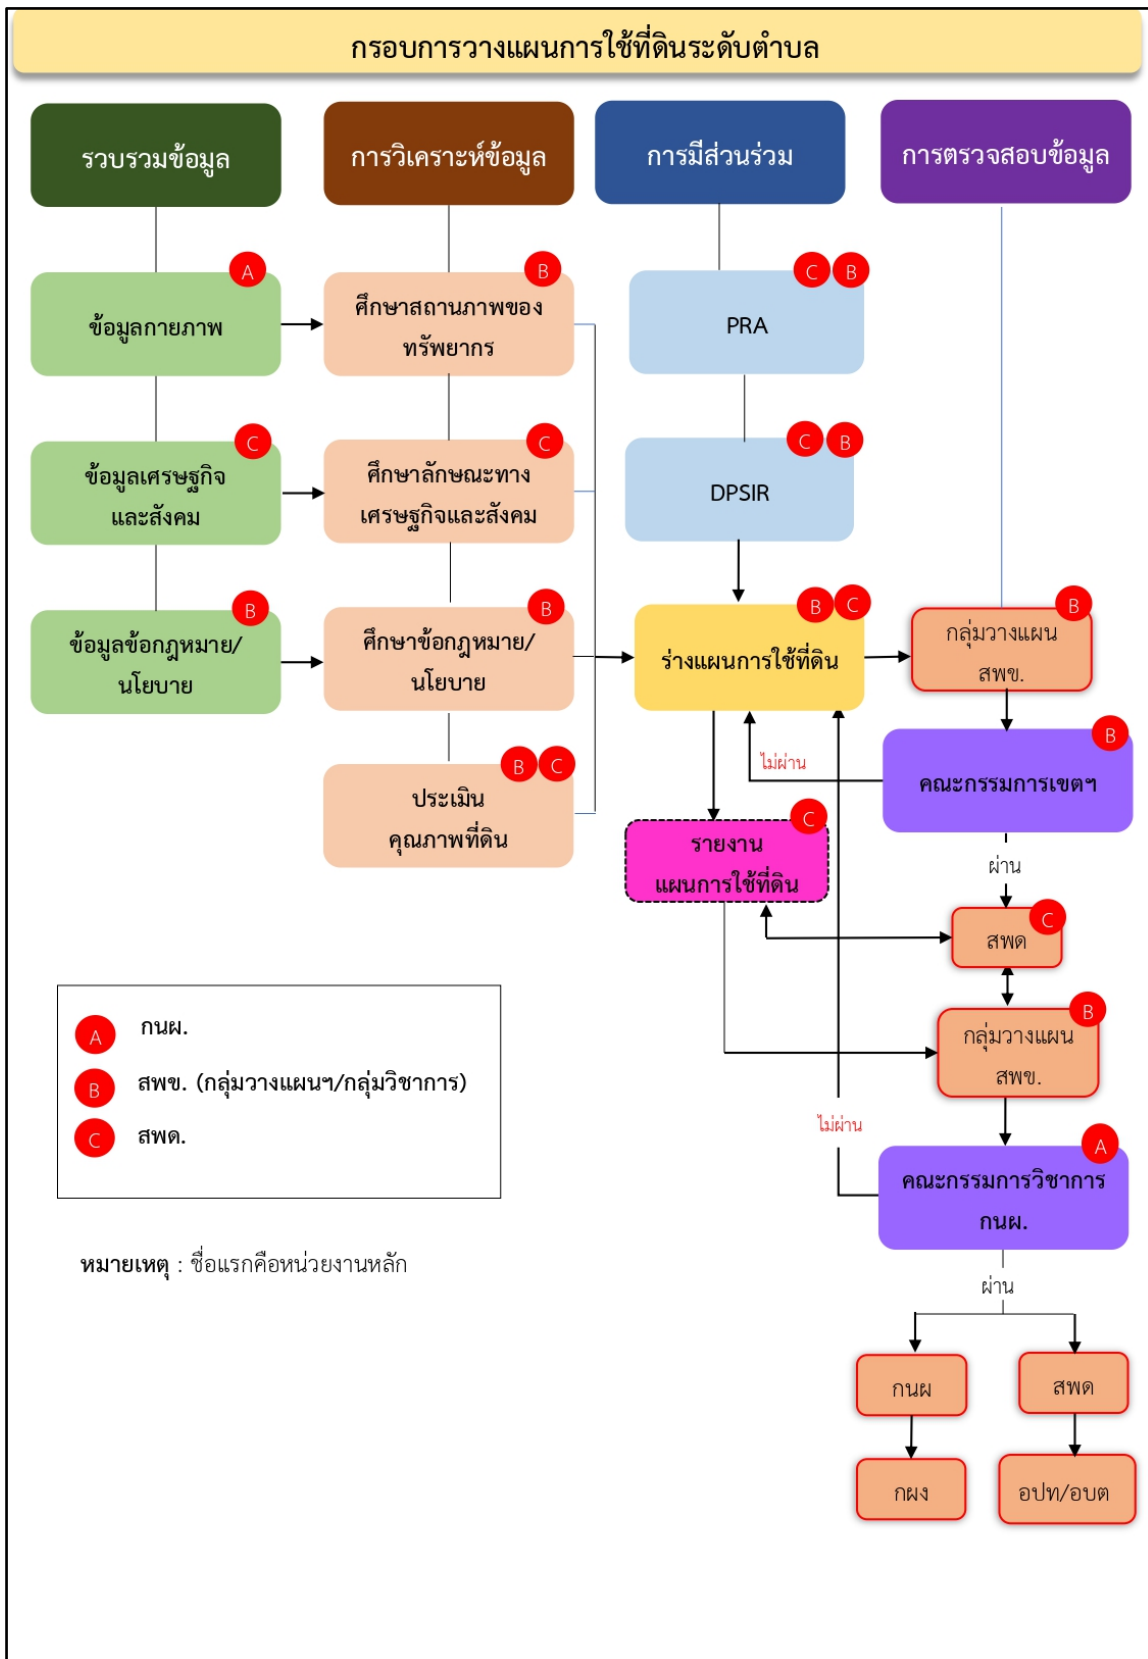 กรอบการวางแผนการใช้ที่ดินระดับตำบล
รวบรวมข้อมูล
การวิเคราะห์ข้อมูล
การมีส่วนร่วม
การตรวจสอบข้อมูล
A
ข้อมูลกายภาพ
B
ศึกษาสถานภาพของ
ทรัพยากร
C B
PRA
C
ข้อมูลเศรษฐกิจ
และสังคม
C
ศึกษาลักษณะทาง
เศรษฐกิจและสังคม
C B
DPSIR
B
ข้อมูลข้อกฎหมาย/
นโยบาย
B
ศึกษาข้อกฎหมาย/
นโยบาย
B C
ร่างแผนการใช้ที่ดิน
B
กลุ่มวางแผน
สพข.
B C
ประเมิน
คุณภาพที่ดิน
ไม่ผ่าน
B
คณะกรรมการเขตฯ
C
รายงาน
แผนการใช้ที่ดิน
ผ่าน
C
สพด
B
กลุ่มวางแผน
สพข.
A กนผ.
B สพข. (กลุ่มวางแผนฯ/กลุ่มวิชาการ)
C สพด.
ไม่ผ่าน
A
คณะกรรมการวิชาการ
กนผ.
หมายเหตุ : ชื่อแรกคือหน่วยงานหลัก
ผ่าน
กนผ
สพด
กผง
อปท/อบต